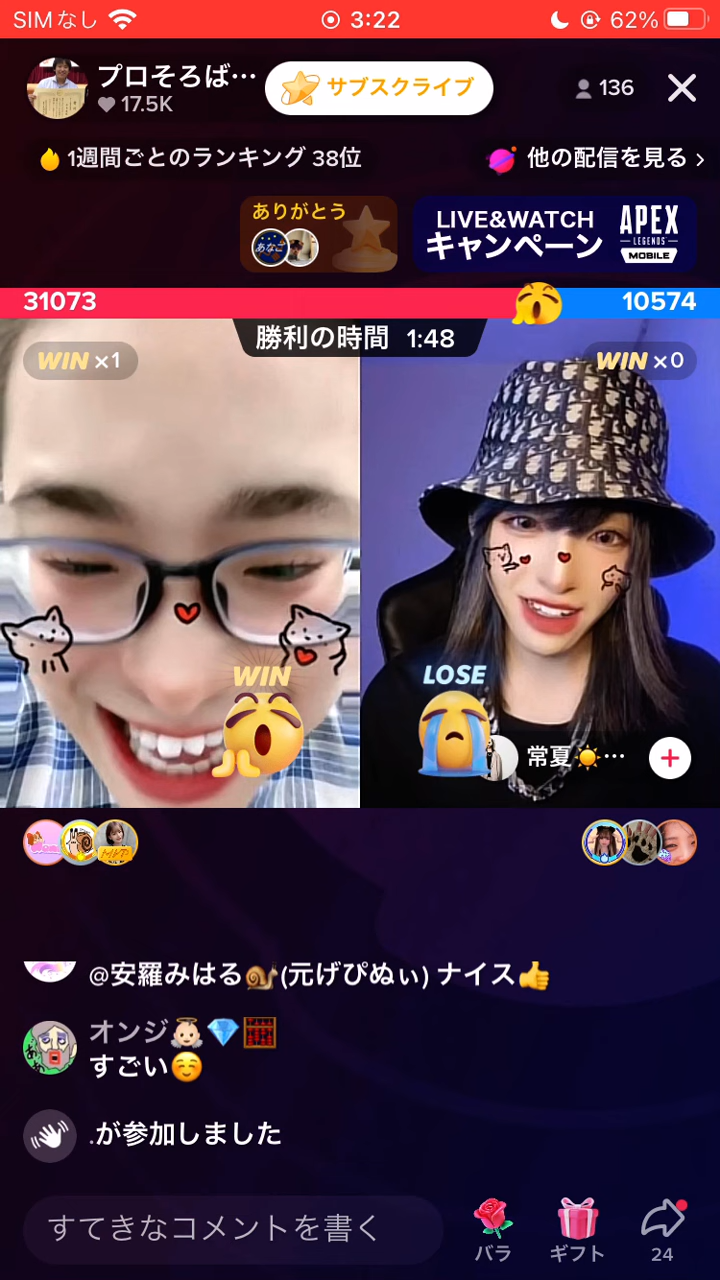 SIMなし 3:22 62%
プロそろば… サブスクライブ 136
17.5K
1週間ごとのランキング 38位 他の配信を見る
ありがとう
あなご
LIVE&WATCH
キャンペーン
APEX
LEGENDS
MOBILE
31073 10574
勝利の時間 1:48
WIN x1 WIN x0
WIN LOSE
常夏☀️…
@安羅みはる🐌(元げぴぬぃ) ナイス👍
オンジ👼🏻💎🧮
すごい☺️
.が参加しました
すてきなコメントを書く
バラ ギフト 24